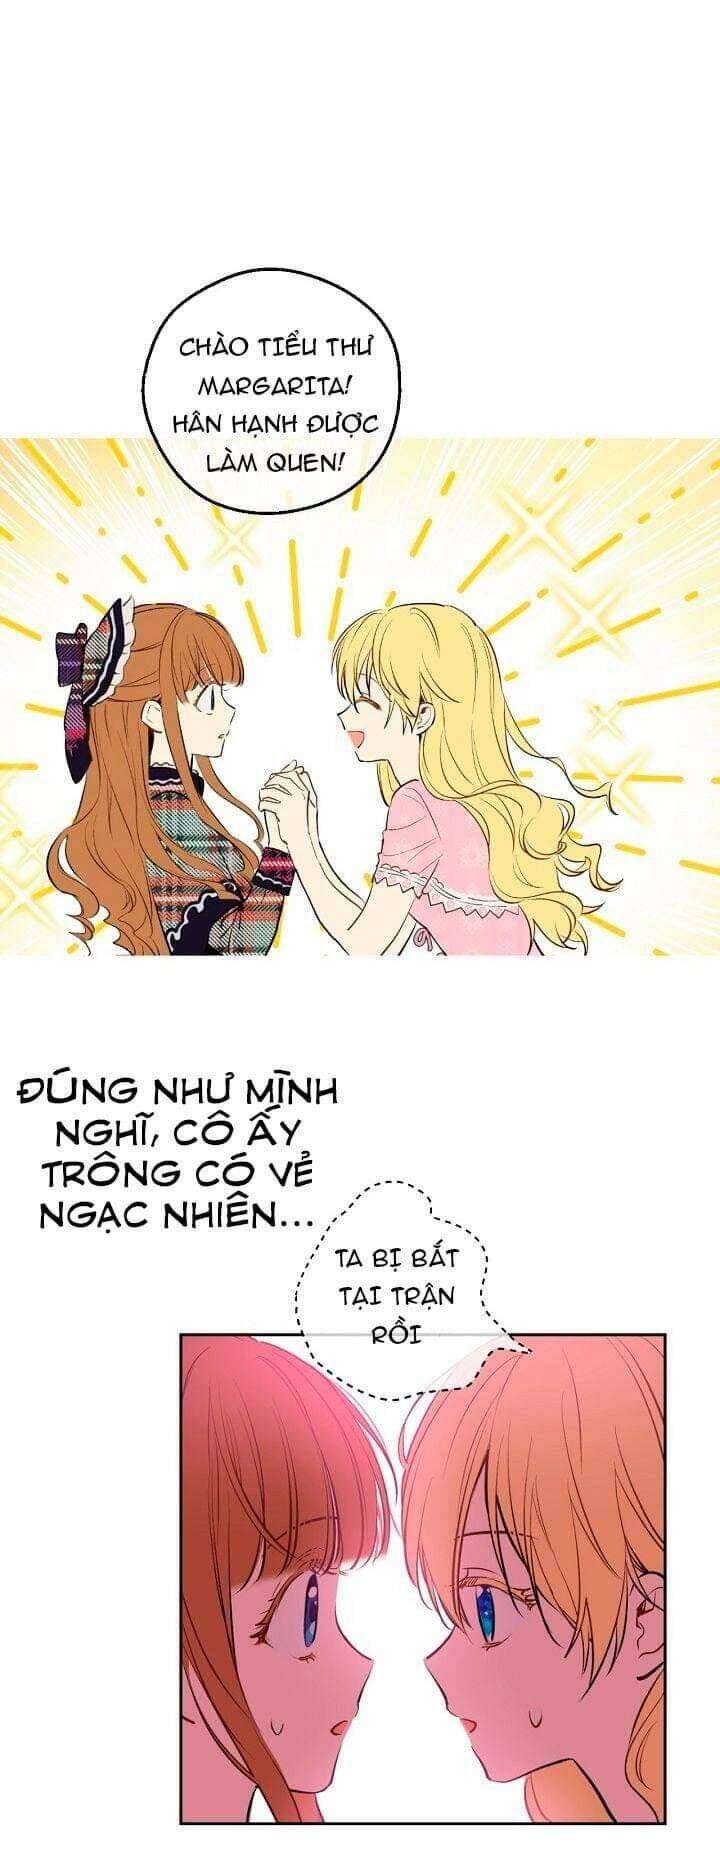 CHÀO TIỂU THƯ
MARGARITA!
HÂN HẠNH ĐƯỢC
LÀM QUEN!
ĐÚNG NHƯ MÌNH
NGHĨ, CÔ ẤY
TRÔNG CÓ VẺ
NGẠC NHIÊN...
TA BỊ BẮT
TẠI TRẬN
RỒI